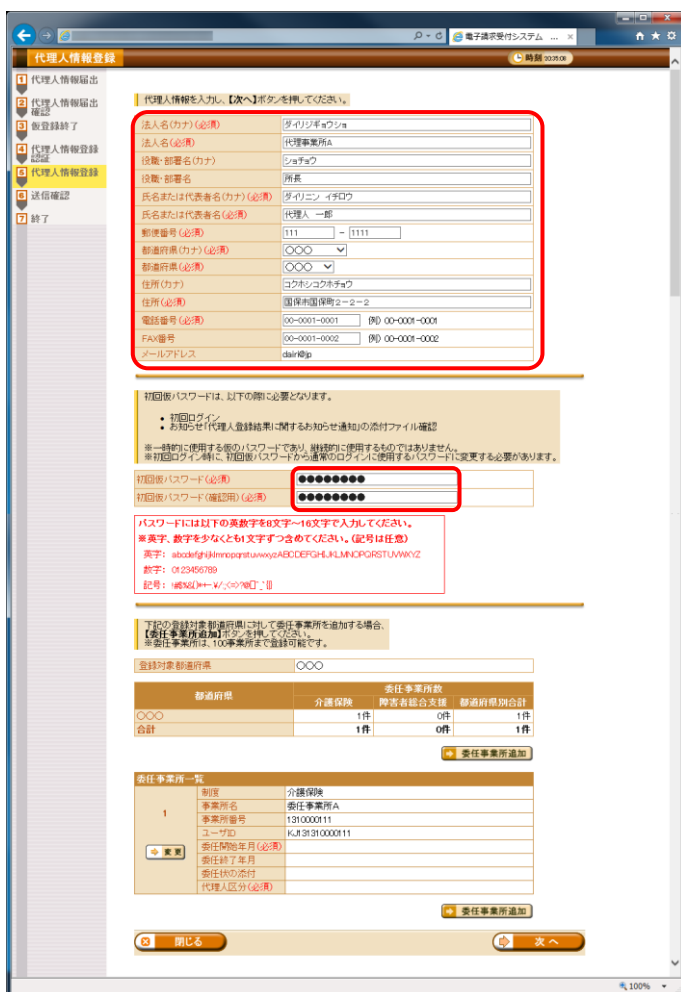 電子請求受付システム ... ×
代理人情報登録
時刻 20:35:08
1 代理人情報届出
2 代理人情報届出確認
3 仮登録終了
4 代理人情報登録認証
5 代理人情報登録
6 送信確認
7 終了
代理人情報を入力し、【次へ】ボタンを押してください。
法人名(カナ)(必須) ダイリジギョウショ
法人名(必須) 代理事業所A
役職・部署名(カナ) ショチョウ
役職・部署名 所長
氏名または代表者名(カナ)(必須) ダイリニン イチロウ
氏名または代表者名(必須) 代理人 一郎
郵便番号(必須) 111 - 1111
都道府県(カナ)(必須) ○○○
都道府県(必須) ○○○
住所(カナ) コクホシコクホチョウ
住所(必須) 国保市国保町2-2-2
電話番号(必須) 00-0001-0001 例) 00-0001-0001
FAX番号 00-0001-0002 例) 00-0001-0002
メールアドレス dairi@jp
初回仮パスワードは、以下の際に必要となります。
• 初回ログイン
• お知らせ「代理人登録結果に関するお知らせ通知」の添付ファイル確認
※一時的に使用する仮のパスワードであり、継続的に使用するものではありません。
※初回ログイン時に、初回仮パスワードから通常のログインに使用するパスワードに変更する必要があります。
初回仮パスワード(必須) ●●●●●●●●
初回仮パスワード(確認用)(必須) ●●●●●●●●
パスワードには以下の英数字を8文字～16文字で入力してください。
※英字、数字を少なくとも1文字ずつ含めてください。(記号は任意)
英字: abcdefghijklmnopqrstuvwxyzABCDEFGHIJKLMNOPQRSTUVWXYZ
数字: 0123456789
記号:
下記の登録対象都道府県に対して委任事業所を追加する場合、
【委任事業所追加】ボタンを押してください。
※委任事業所は、100事業所まで登録可能です。
登録対象都道府県 ○○○
都道府県 委任事業所数
介護保険 障害者総合支援 都道府県別合計
○○○ 1件 0件 1件
合計 1件 0件 1件
委任事業所追加
委任事業所一覧
1 制度 介護保険
事業所名 委任事業所A
事業所番号 1310000111
ユーザID KJ131310000111
変更 委任開始年月(必須)
委任終了年月
委任状の添付
代理人区分(必須)
委任事業所追加
閉じる 次へ
100%